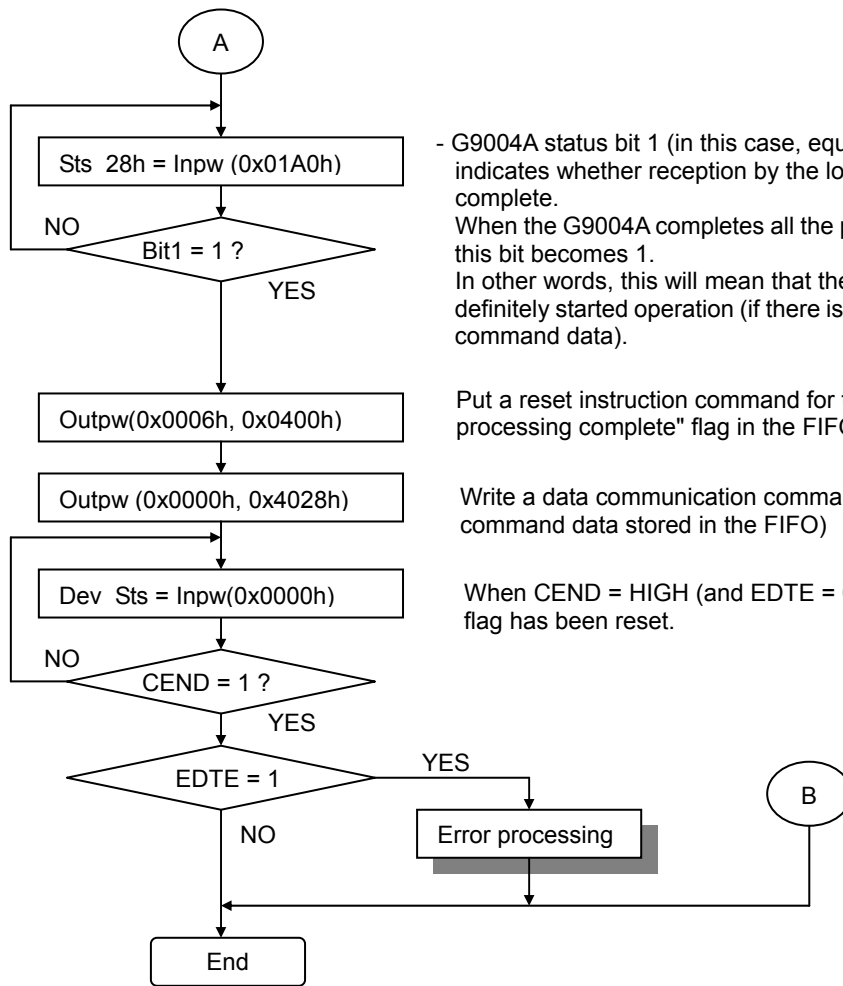 A
Sts 28h = Inpw (0x01A0h)
NO
Bit1 = 1 ?
YES
- G9004A status bit 1 (in this case, equ
indicates whether reception by the lo
complete.
When the G9004A completes all the p
this bit becomes 1.
In other words, this will mean that the
definitely started operation (if there is
command data).
Outpw(0x0006h, 0x0400h)
Put a reset instruction command for
processing complete" flag in the FIFO
Outpw (0x0000h, 0x4028h)
Write a data communication comma
command data stored in the FIFO)
Dev Sts = Inpw(0x0000h)
When CEND = HIGH (and EDTE =
flag has been reset.
NO
CEND = 1 ?
YES
EDTE = 1
YES
B
NO
Error processing
End